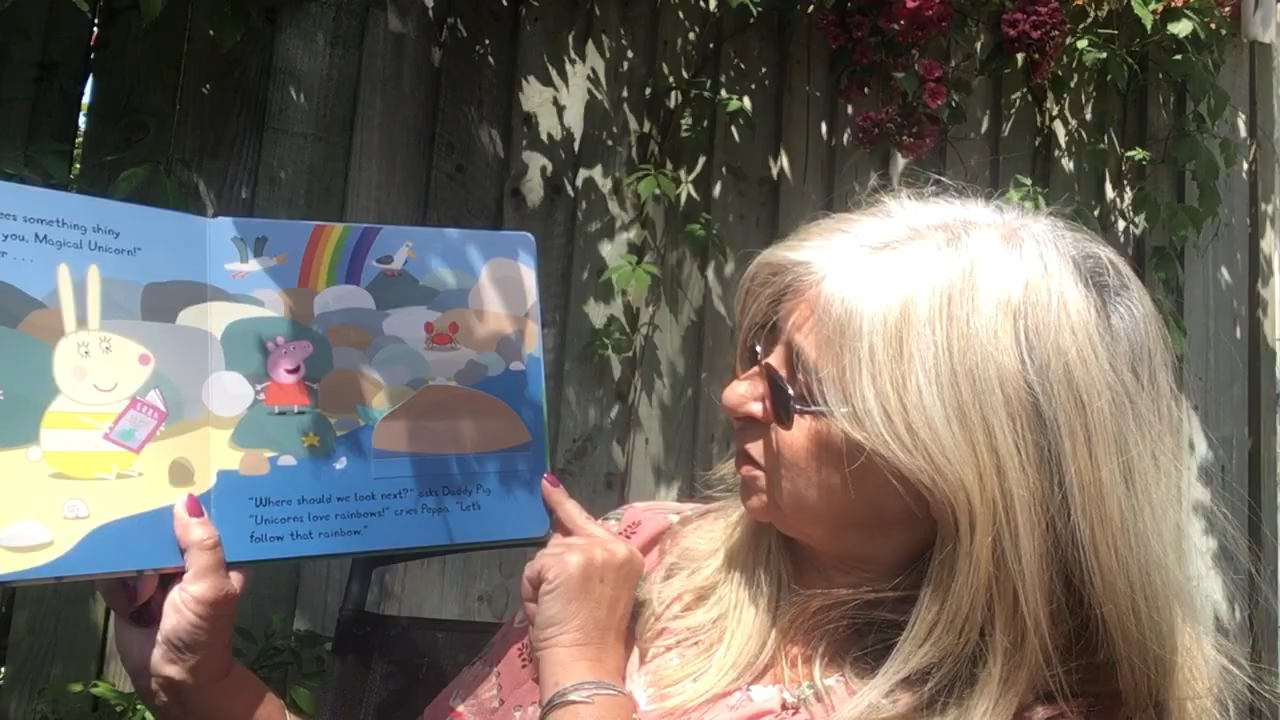 ees something shiny
you, Magical Unicorn!"
r . . .
"Where should we look next?" asks Daddy Pig.
"Unicorns love rainbows!" cries Peppa. "Let's
follow that rainbow."